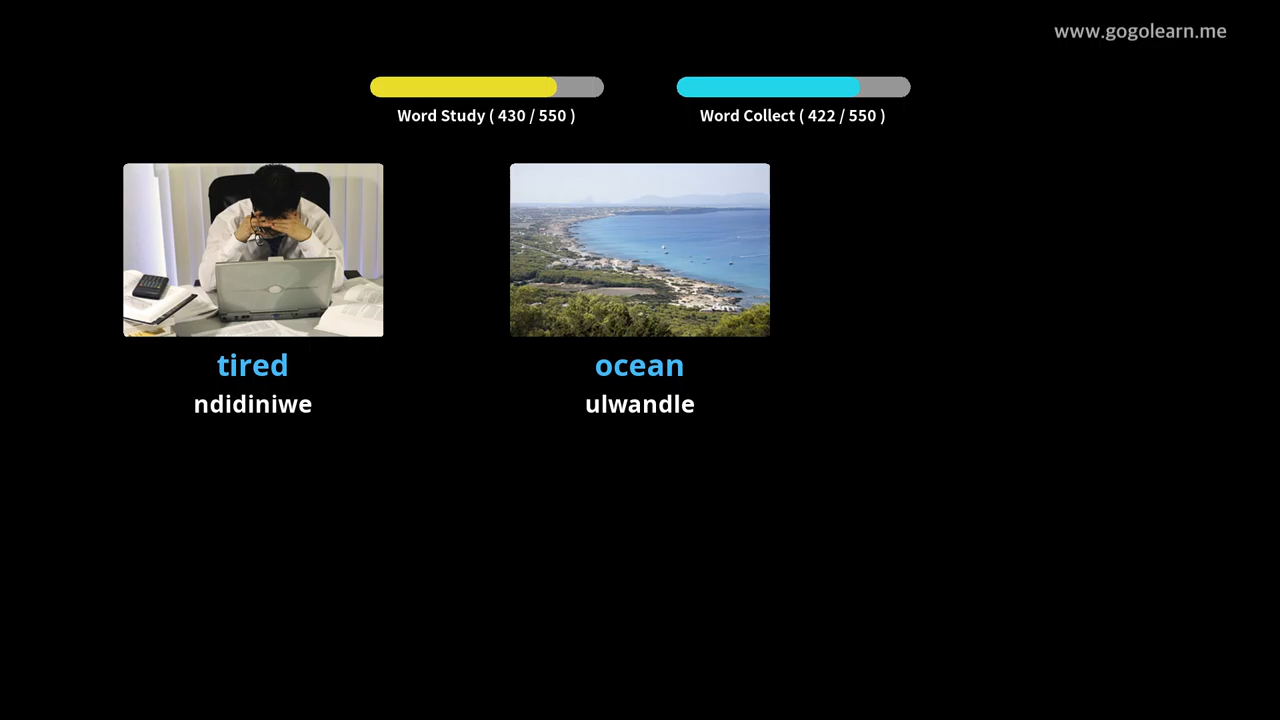 www.gogolearn.me
Word Study ( 430 / 550 )
Word Collect ( 422 / 550 )
tired
ndidiniwe
ocean
ulwandle